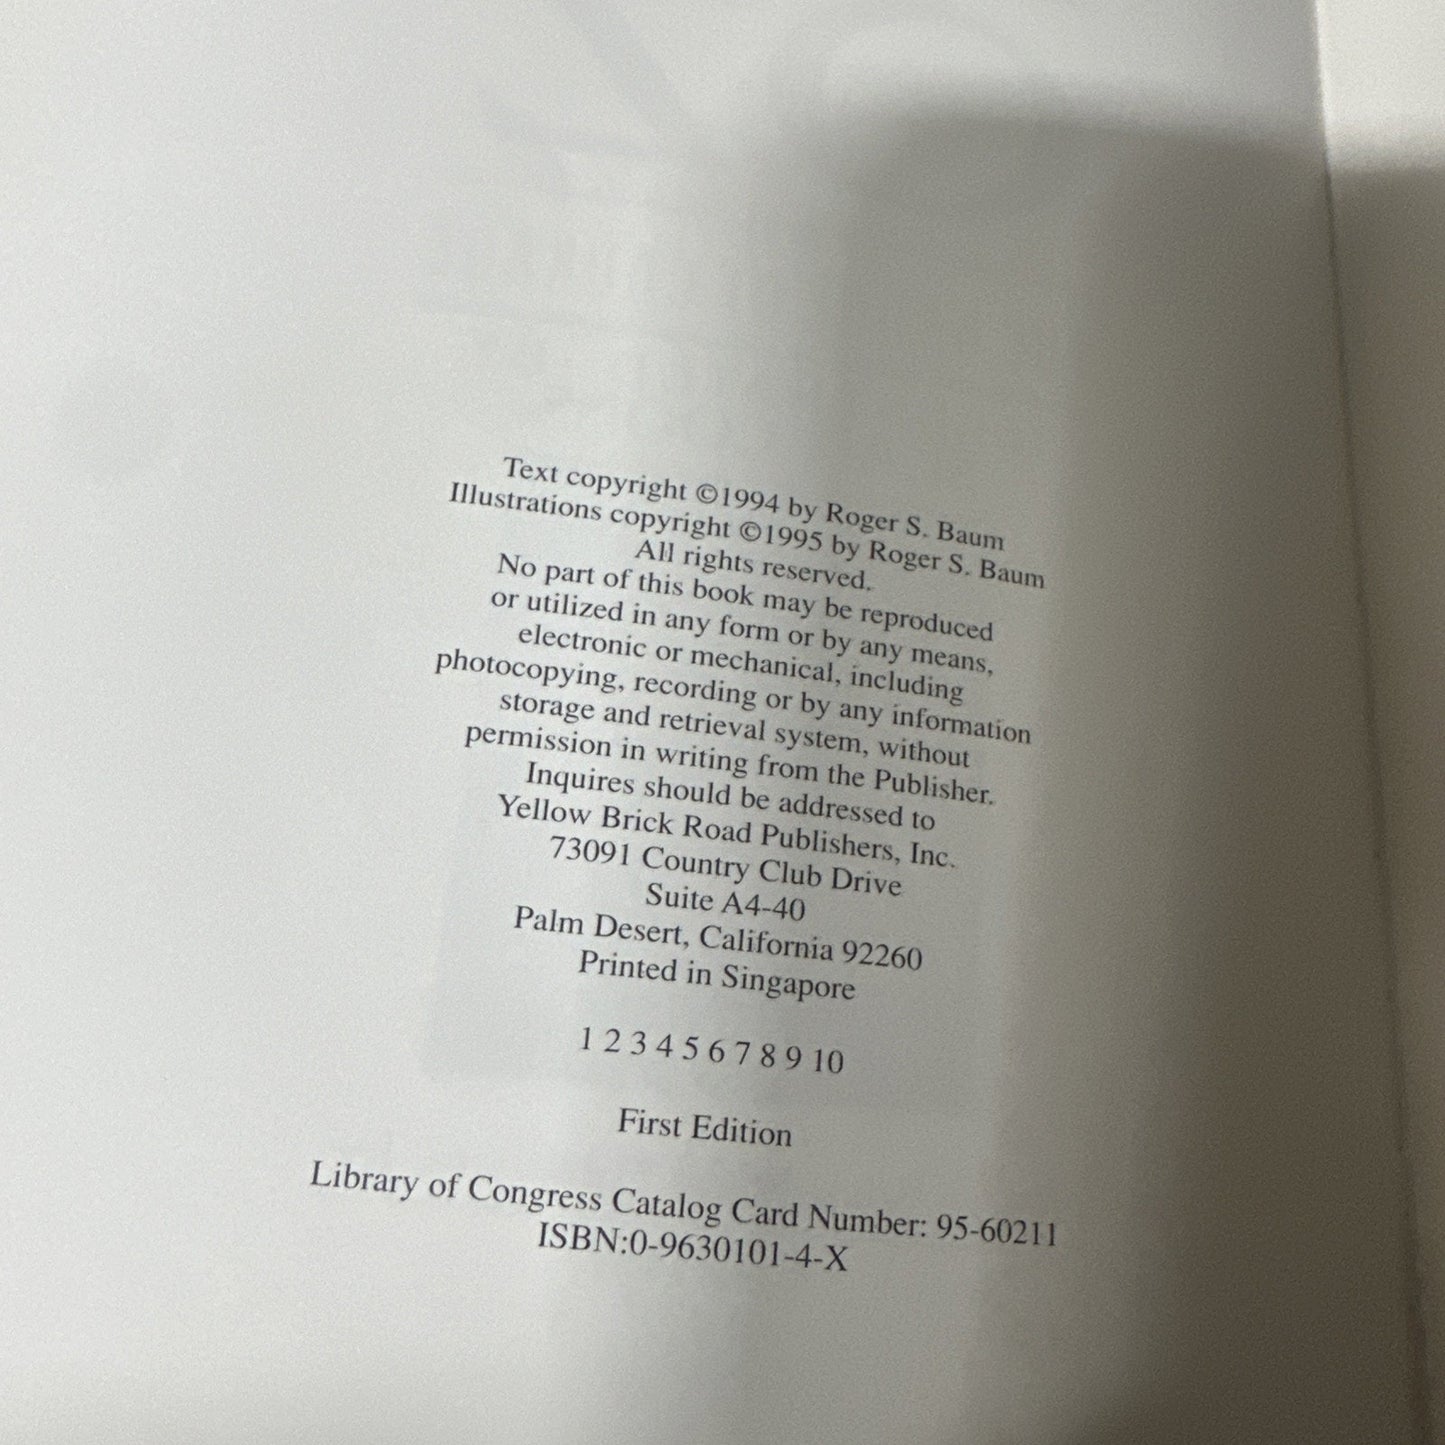 Text copyright ©1994 by Roger S. Baum
Illustrations copyright ©1995 by Roger S. Baum
All rights reserved.
No part of this book may be reproduced
or utilized in any form or by any means,
electronic or mechanical, including
photocopying, recording or by any information
storage and retrieval system, without
permission in writing from the Publisher.
Inquires should be addressed to
Yellow Brick Road Publishers, Inc.
73091 Country Club Drive
Suite A4-40
Palm Desert, California 92260
Printed in Singapore
1 2 3 4 5 6 7 8 9 10
First Edition
Library of Congress Catalog Card Number: 95-60211
ISBN:0-9630101-4-X